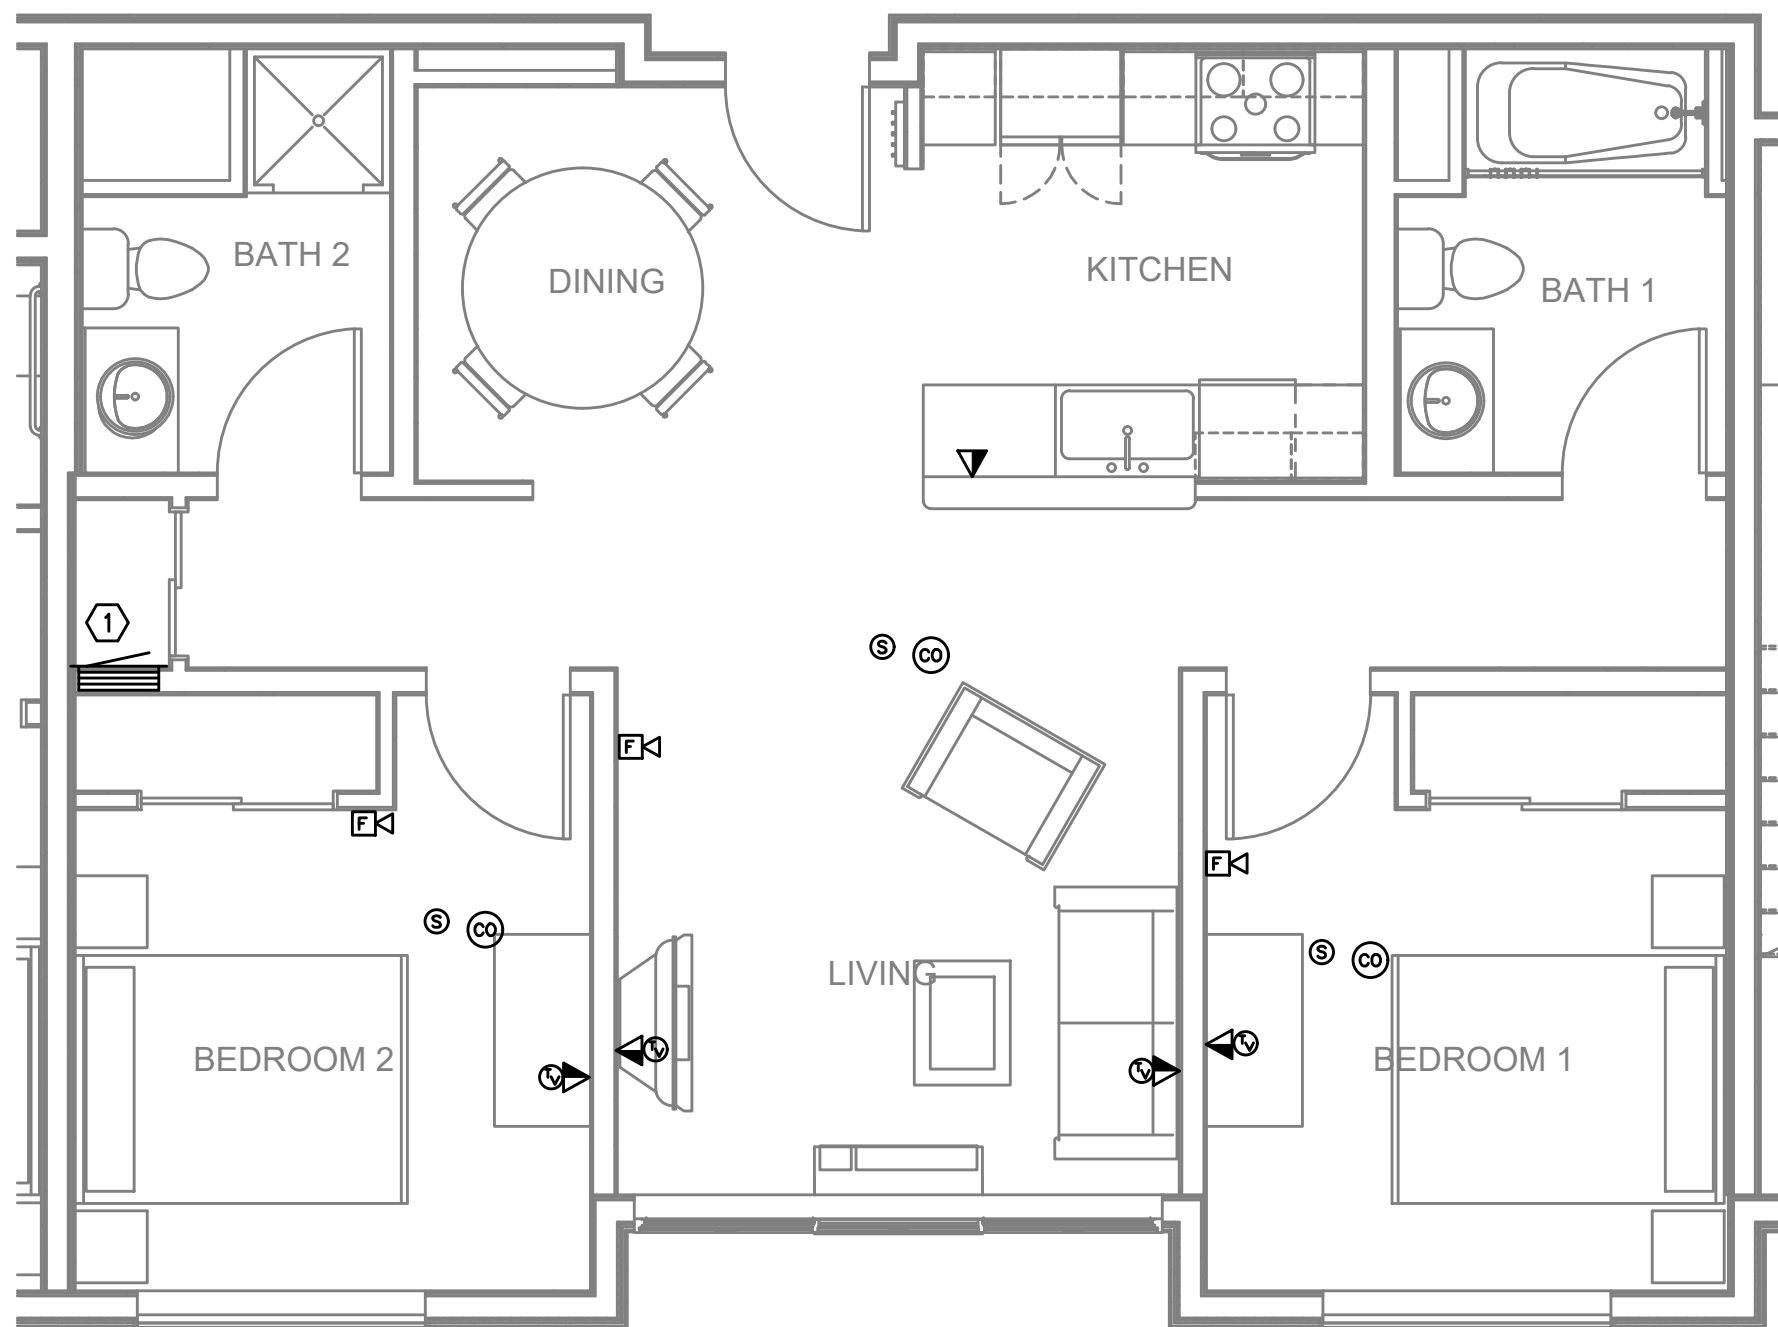 BATH 2
DINING
KITCHEN
BATH 1
1
S
CO
F
F
F
S
CO
S
CO
LIVING
TV
TV
TV
TV
BEDROOM 2
BEDROOM 1